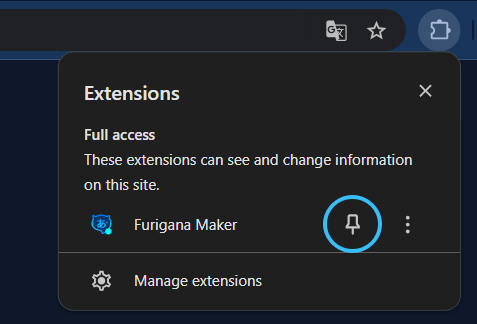 Extensions
Full access
These extensions can see and change information
on this site.
Furigana Maker
Manage extensions